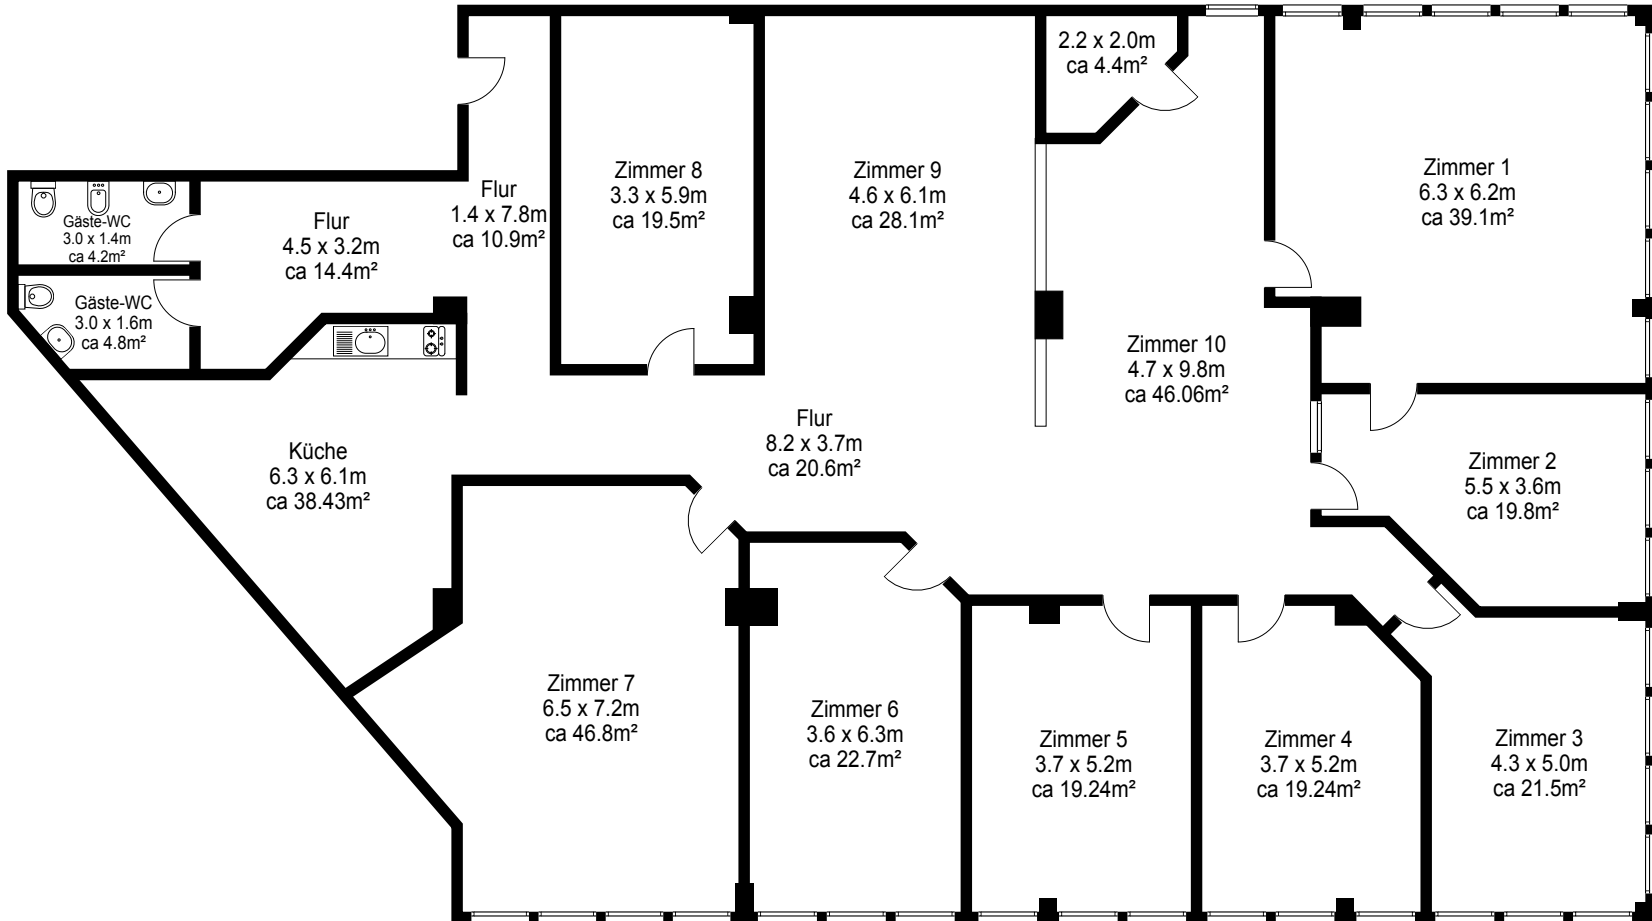 2.2 x 2.0m
ca 4.4m²
Zimmer 8
3.3 x 5.9m
ca 19.5m²
Zimmer 9
4.6 x 6.1m
ca 28.1m²
Zimmer 1
6.3 x 6.2m
ca 39.1m²
Flur
1.4 x 7.8m
ca 10.9m²
Gäste-WC
3.0 x 1.4m
ca 4.2m²
Flur
4.5 x 3.2m
ca 14.4m²
Gäste-WC
3.0 x 1.6m
ca 4.8m²
Zimmer 10
4.7 x 9.8m
ca 46.06m²
Flur
8.2 x 3.7m
ca 20.6m²
Küche
6.3 x 6.1m
ca 38.43m²
Zimmer 2
5.5 x 3.6m
ca 19.8m²
Zimmer 7
6.5 x 7.2m
ca 46.8m²
Zimmer 6
3.6 x 6.3m
ca 22.7m²
Zimmer 5
3.7 x 5.2m
ca 19.24m²
Zimmer 4
3.7 x 5.2m
ca 19.24m²
Zimmer 3
4.3 x 5.0m
ca 21.5m²